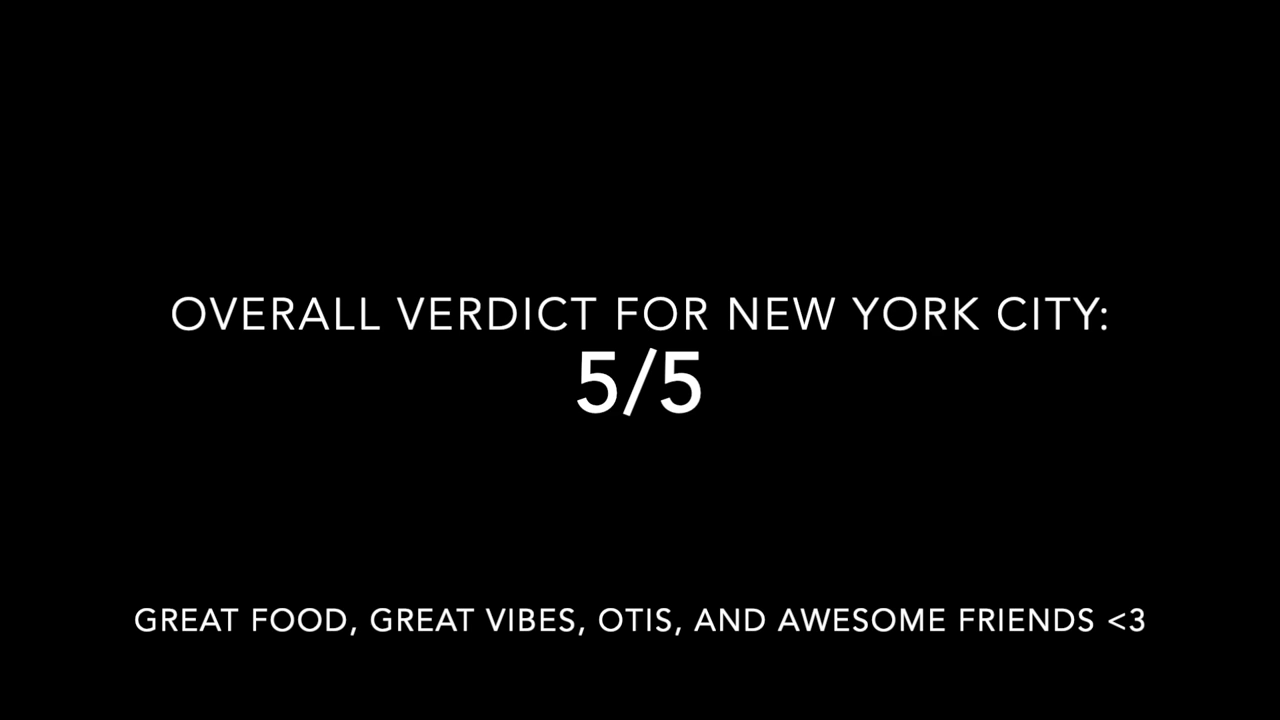 OVERALL VERDICT FOR NEW YORK CITY:
5/5
GREAT FOOD, GREAT VIBES, OTIS, AND AWESOME FRIENDS <3